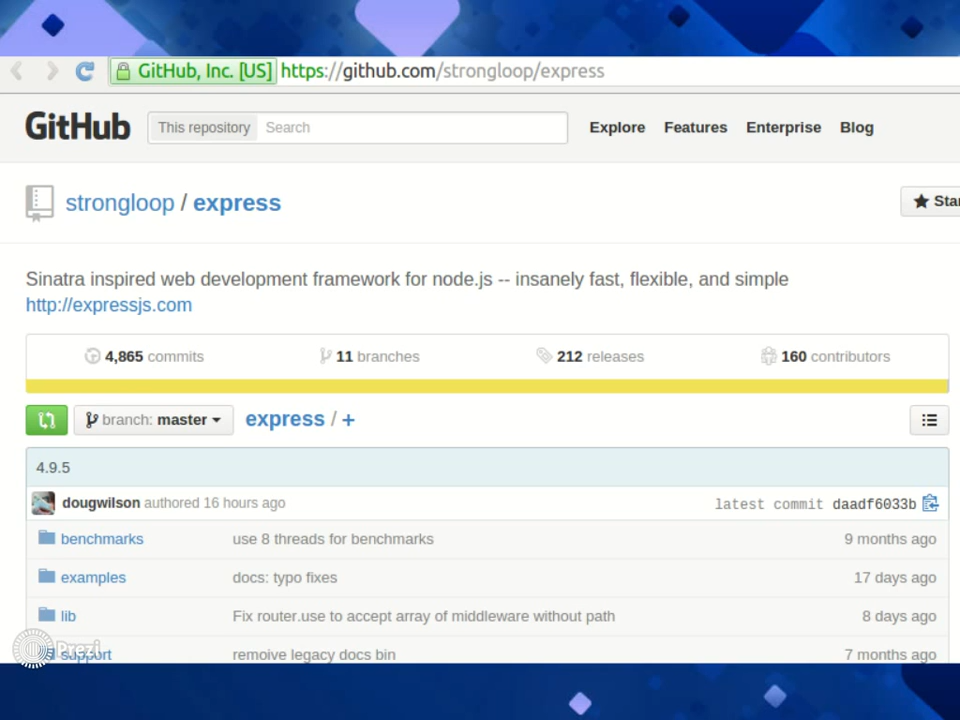 GitHub, Inc. [US] https://github.com/strongloop/express
GitHub This repository Search Explore Features Enterprise Blog
strongloop / express Star
Sinatra inspired web development framework for node.js -- insanely fast, flexible, and simple
http://expressjs.com
4,865 commits 11 branches 212 releases 160 contributors
branch: master express / +
4.9.5
dougwilson authored 16 hours ago latest commit daadf6033b
benchmarks use 8 threads for benchmarks 9 months ago
examples docs: typo fixes 17 days ago
lib Fix router.use to accept array of middleware without path 8 days ago
Prezi
support remoive legacy docs bin 7 months ago